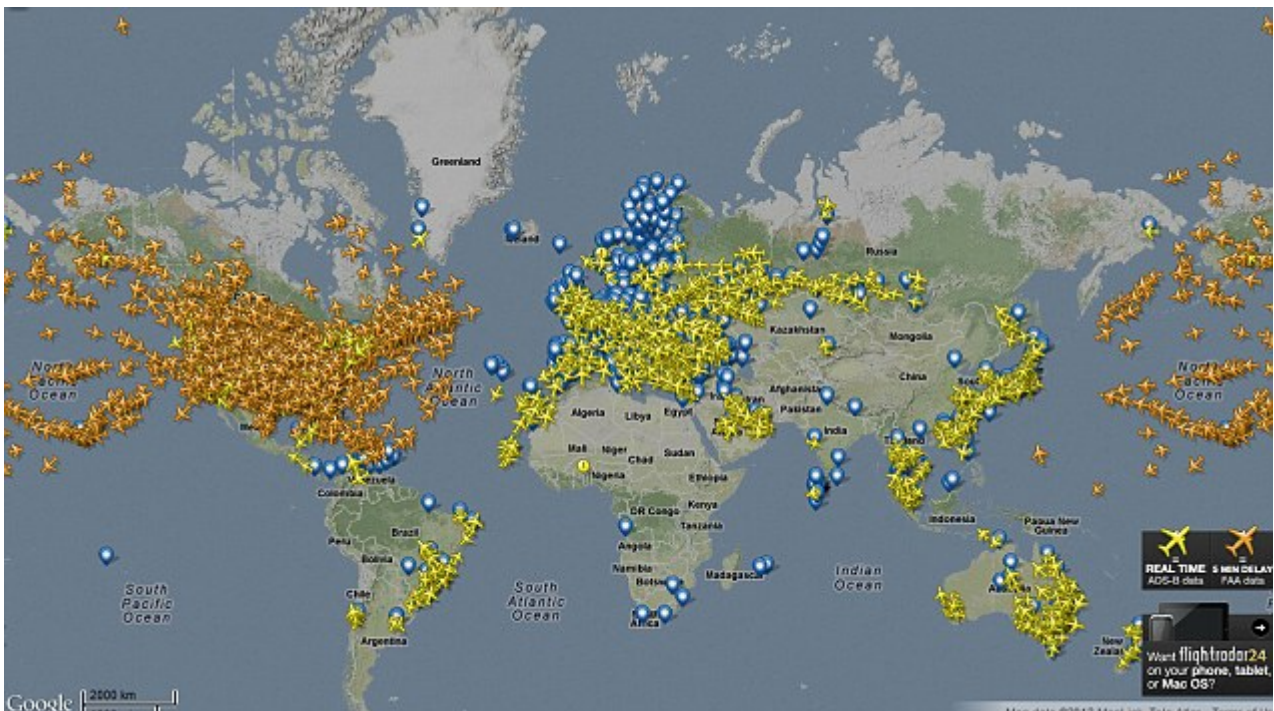 Greenland
Iceland
Russia
Kazakhstan
Mongolia
China
Afghanistan
Pakistan
India
Iran
North
Pacific
Ocean
North
Atlantic
Ocean
North
Pacific
Ocean
Algeria
Libya
Egypt
Mali
Niger
Chad
Sudan
Nigeria
Ethiopia
Thailand
Venezuela
Colombia
DR Congo
Kenya
Tanzania
Indonesia
Papua New
Guinea
Brazil
Peru
Angola
Bolivia
Namibia
Madagascar
Indian
Ocean
South
Pacific
Ocean
South
Atlantic
Ocean
Chile
Argentina
Africa
New
REAL TIME
ADS-B data
5 MIN DELAY
FAA data
Want flightradar24
on your phone, tablet,
or Mac OS?
Google
2000 km